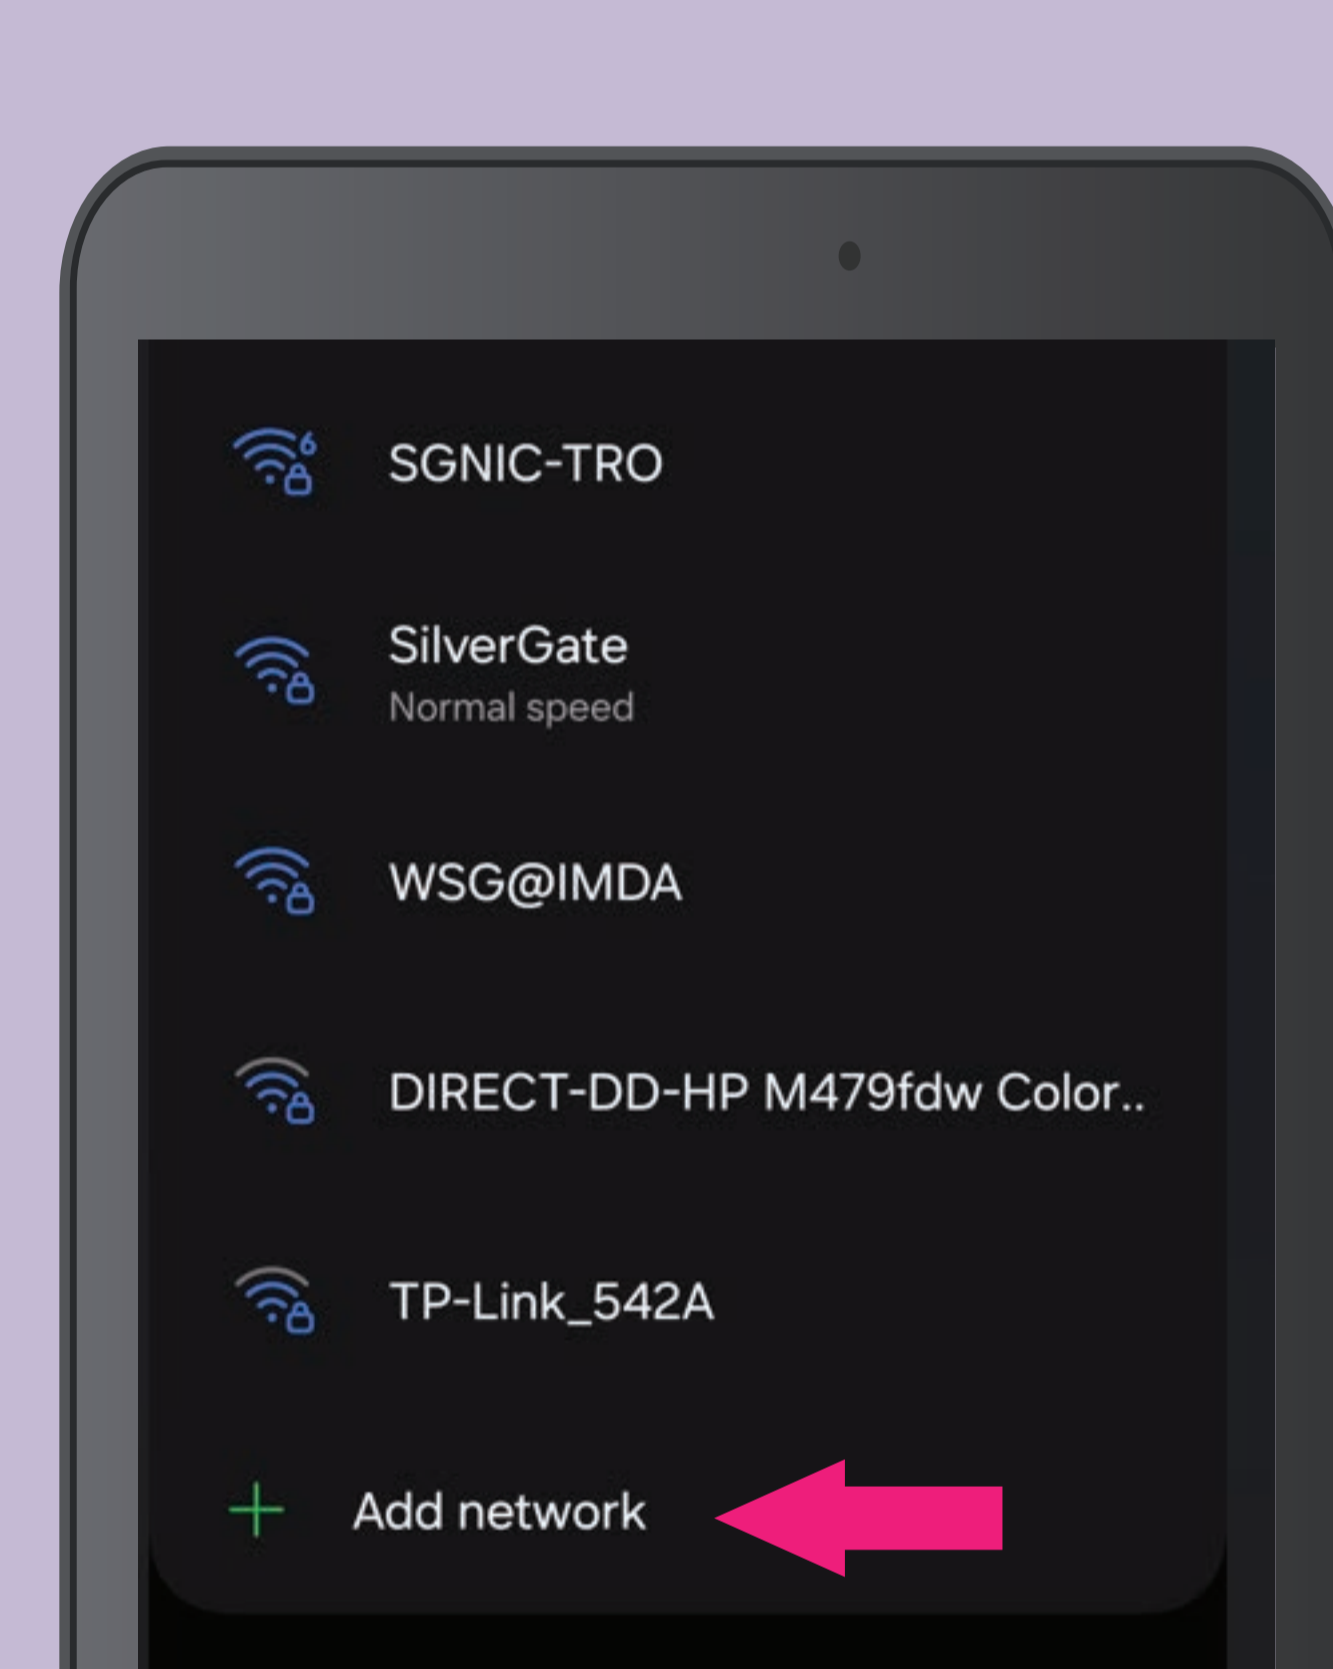 SGNIC-TRO
SilverGate
Normal speed
WSG@IMDA
DIRECT-DD-HP M479fdw Color..
TP-Link_542A
Add network